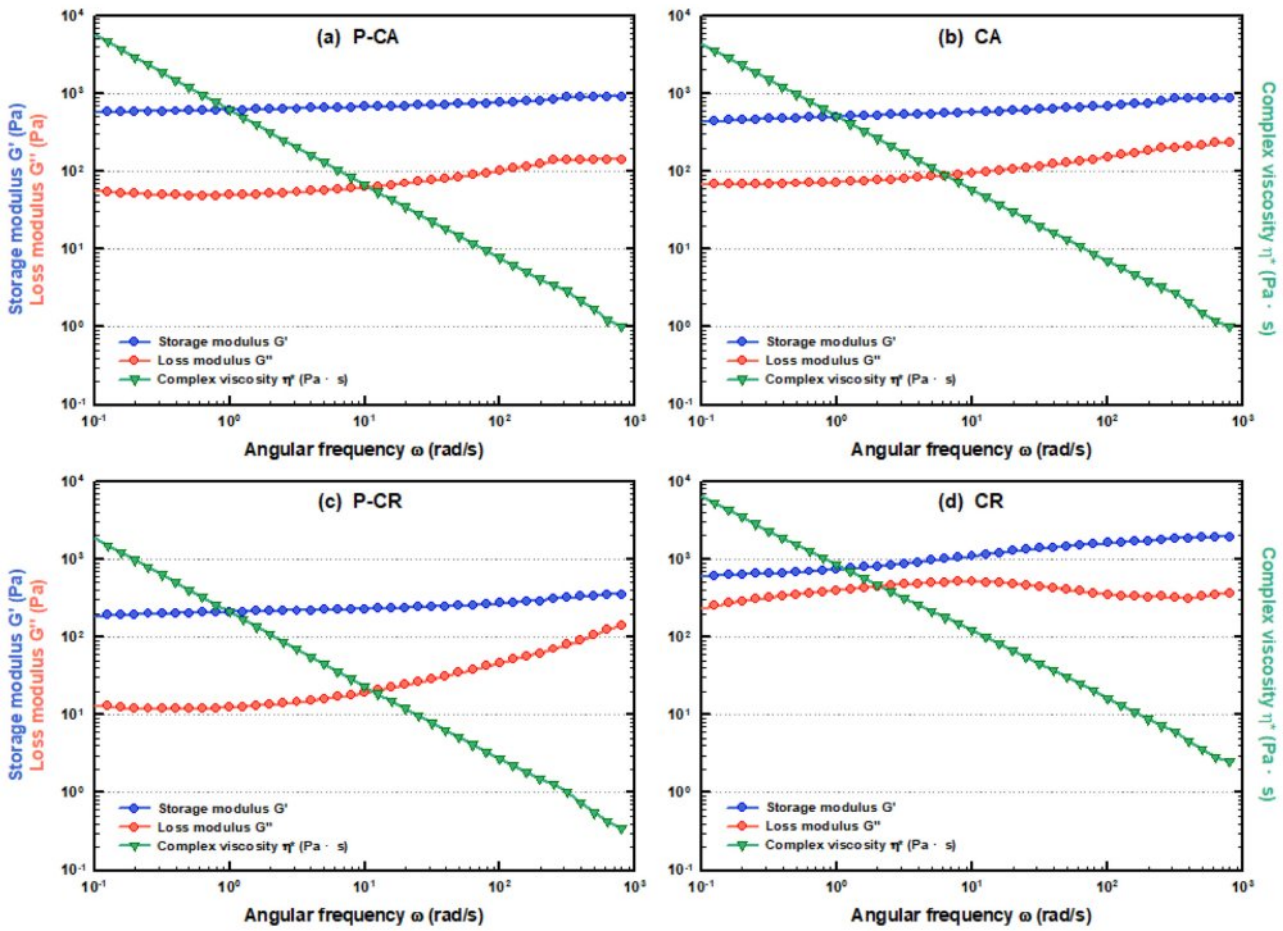 (a) P-CA
10⁴
10³
10²
10¹
10⁰
10⁻¹
Storage modulus G' (Pa)
Loss modulus G'' (Pa)
Storage modulus G'
Loss modulus G''
Complex viscosity η* (Pa · s)
10⁻¹ 10⁰ 10¹ 10² 10³
Angular frequency ω (rad/s)
(b) CA
10⁴
10³
10²
10¹
10⁰
10⁻¹
Storage modulus G'
Loss modulus G''
Complex viscosity η* (Pa · s)
10⁻¹ 10⁰ 10¹ 10² 10³
Angular frequency ω (rad/s)
Complex viscosity η* (Pa · s)
(c) P-CR
10⁴
10³
10²
10¹
10⁰
10⁻¹
Storage modulus G' (Pa)
Loss modulus G'' (Pa)
Storage modulus G'
Loss modulus G''
Complex viscosity η* (Pa · s)
10⁻¹ 10⁰ 10¹ 10² 10³
Angular frequency ω (rad/s)
(d) CR
10⁴
10³
10²
10¹
10⁰
10⁻¹
Storage modulus G'
Loss modulus G''
Complex viscosity η* (Pa · s)
10⁻¹ 10⁰ 10¹ 10² 10³
Angular frequency ω (rad/s)
Complex viscosity η* (Pa · s)